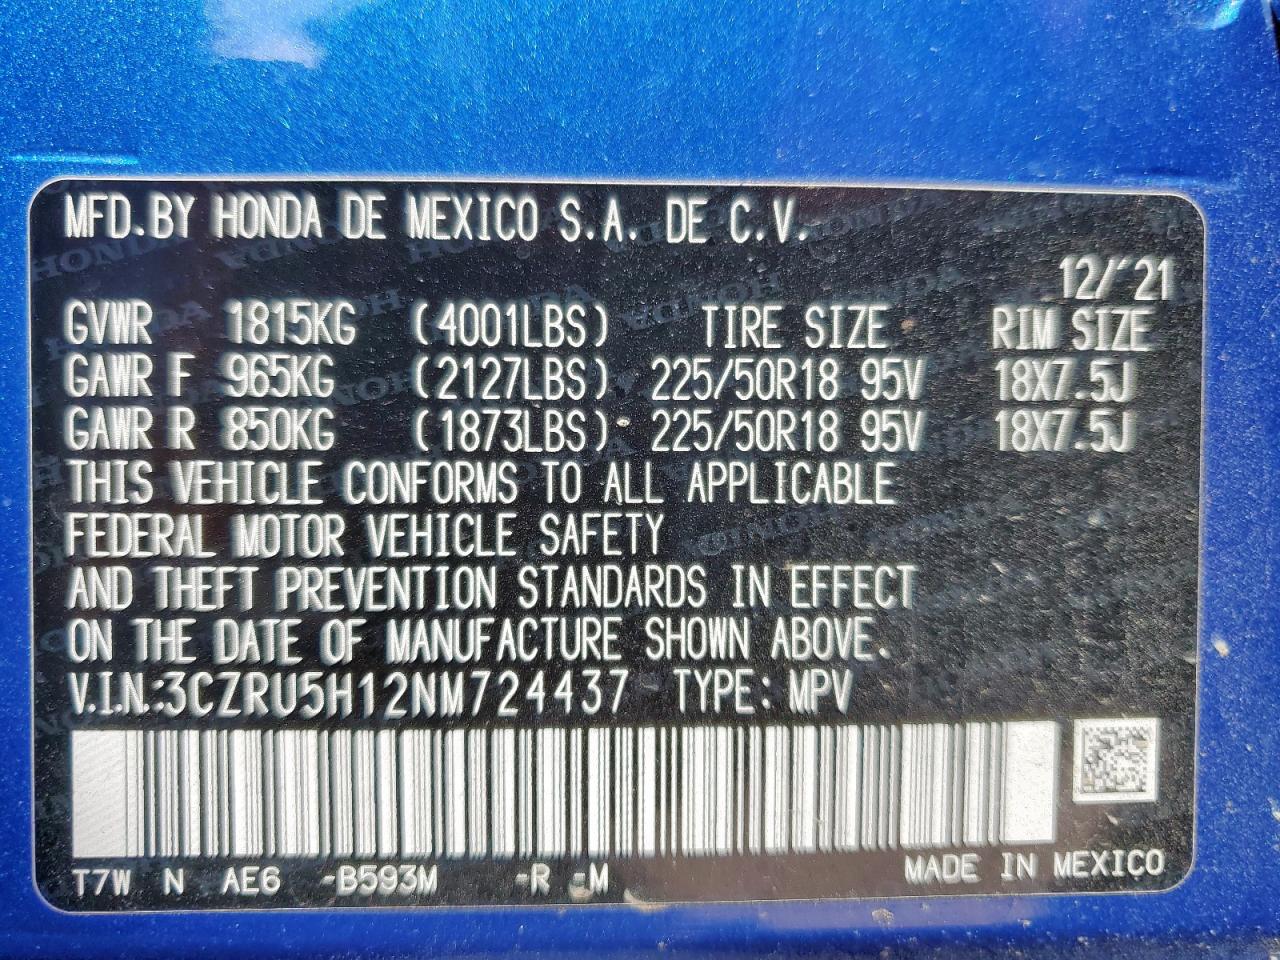 MFD.BY HONDA DE MEXICO S.A. DE C.V.
12/'21
GVWR 1815KG (4001LBS) TIRE SIZE RIM SIZE
GAWR F 965KG (2127LBS) 225/50R18 95V 18X7.5J
GAWR R 850KG (1873LBS) 225/50R18 95V 18X7.5J
THIS VEHICLE CONFORMS TO ALL APPLICABLE
FEDERAL MOTOR VEHICLE SAFETY
AND THEFT PREVENTION STANDARDS IN EFFECT
ON THE DATE OF MANUFACTURE SHOWN ABOVE.
V.I.N.:3CZRU5H12NM724437 TYPE: MPV
T7W N AE6 -B593M -R -M MADE IN MEXICO